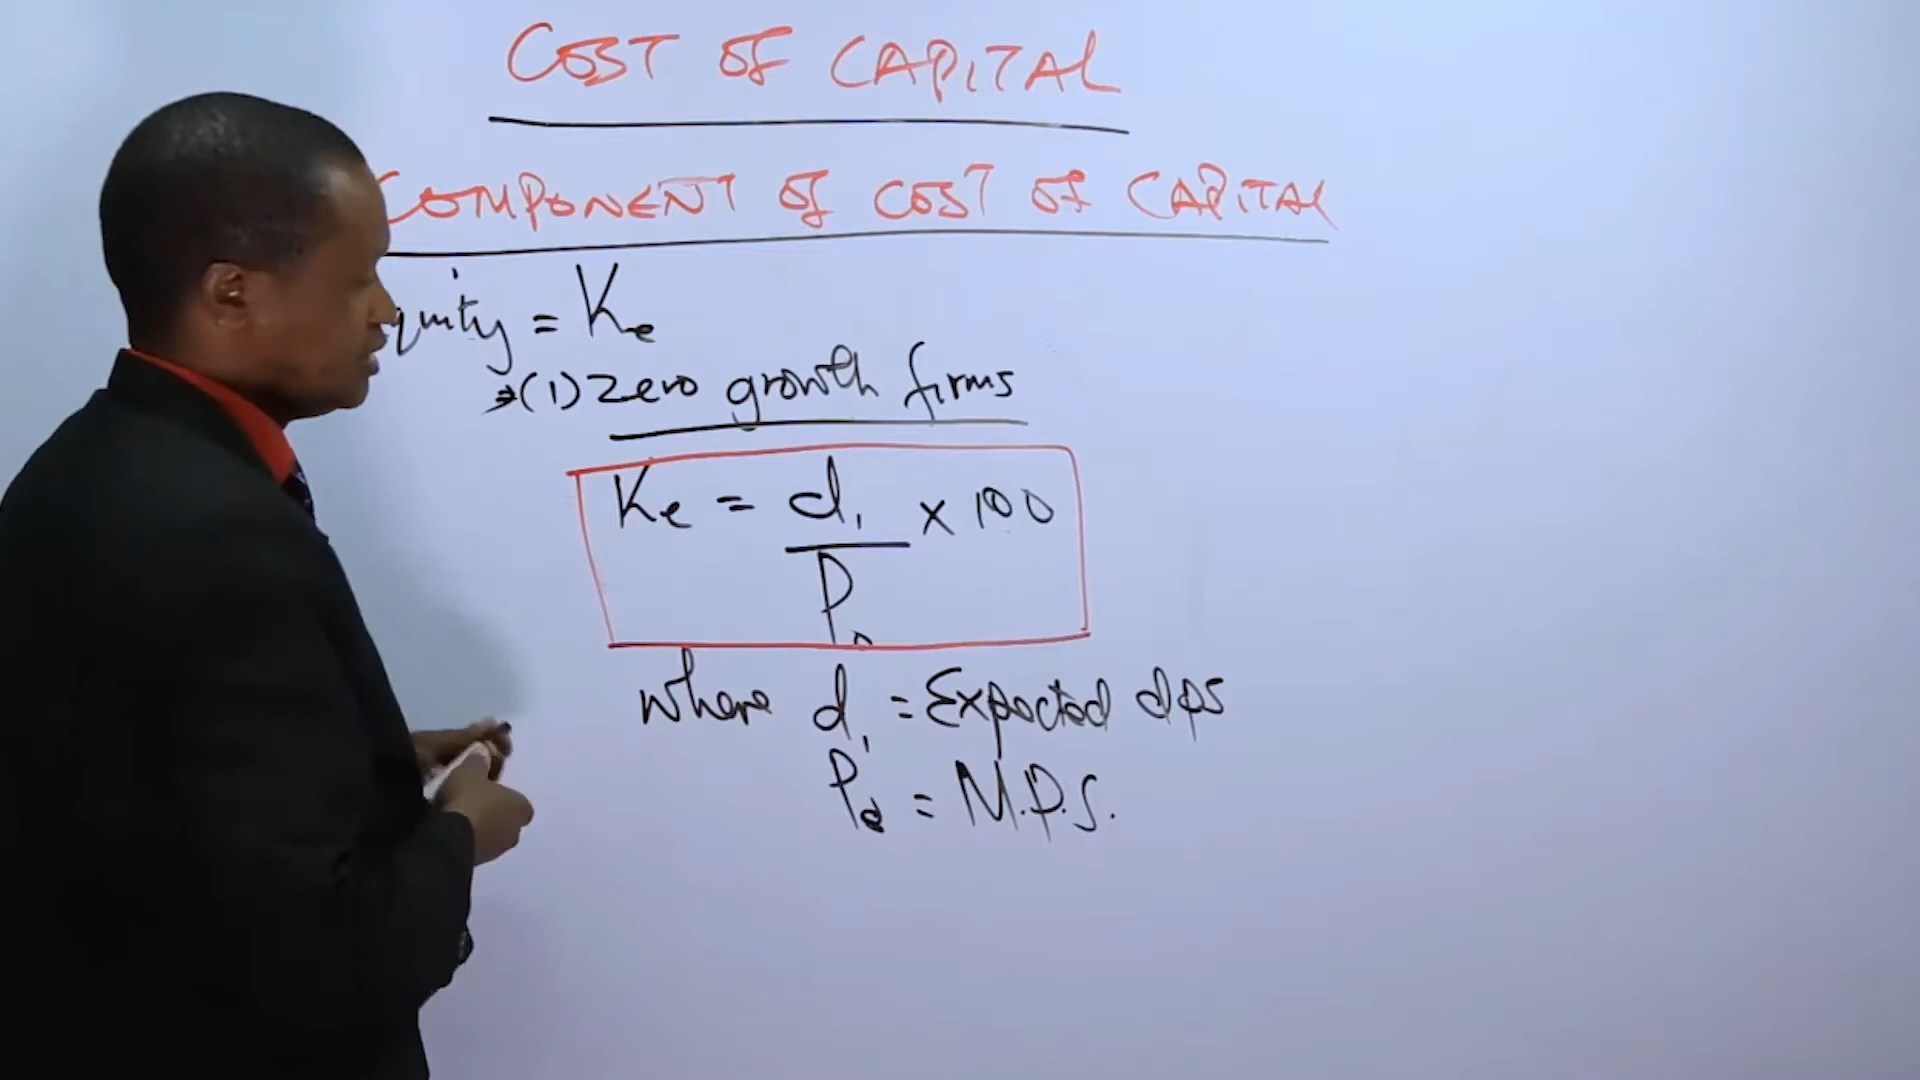 COST OF CAPITAL
COMPONENT OF COST OF CAPITAL
quity = Ke
→(1) Zero growth firms
Ke = d₁ × 100
P₀
where d₁ = Expected dps
P₀ = M.P.S.